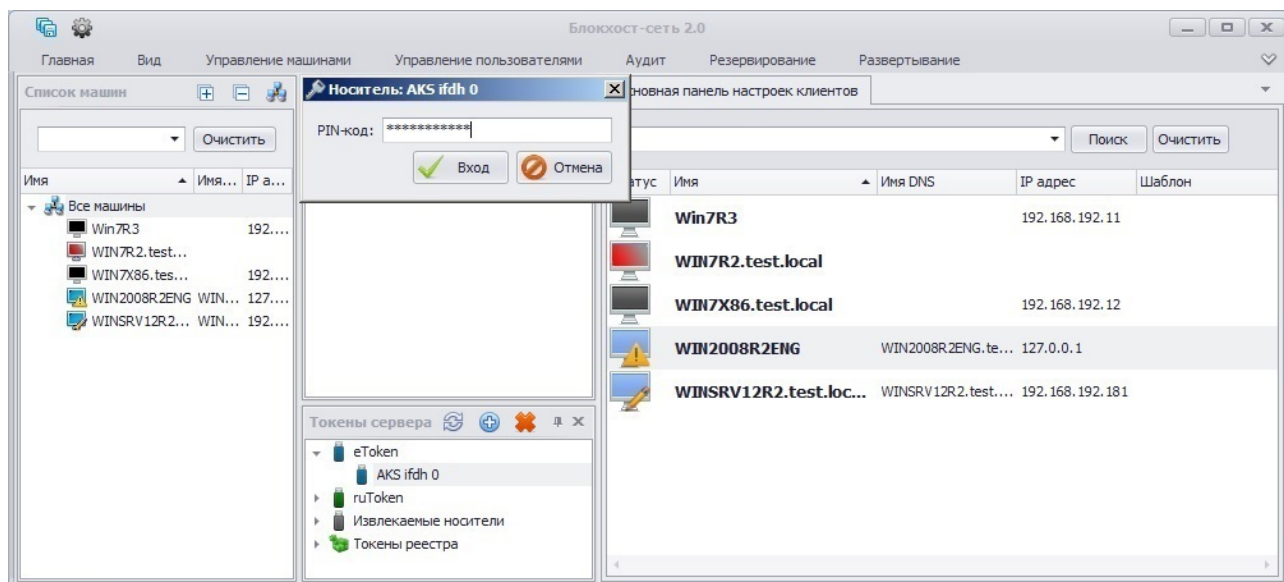 Блокхост-сеть 2.0
Главная Вид Управление машинами Управление пользователями Аудит Резервирование Развертывание
Список машин
Очистить
Имя Имя... IP а...
Все машины
Win7R3 192....
WIN7R2.test...
WIN7X86.tes... 192....
WIN2008R2ENG WIN... 127....
WINSRV12R2... WIN... 192....
Носитель: AKS ifdh 0
PIN-код: ***********
Вход Отмена
Токены сервера
eToken
AKS ifdh 0
ruToken
Извлекаемые носители
Токены реестра
сновная панель настроек клиентов
Поиск Очистить
татус Имя Имя DNS IP адрес Шаблон
Win7R3 192.168.192.11
WIN7R2.test.local
WIN7X86.test.local 192.168.192.12
WIN2008R2ENG WIN2008R2ENG.te... 127.0.0.1
WINSRV12R2.test.loc... WINSRV12R2.test.... 192.168.192.181